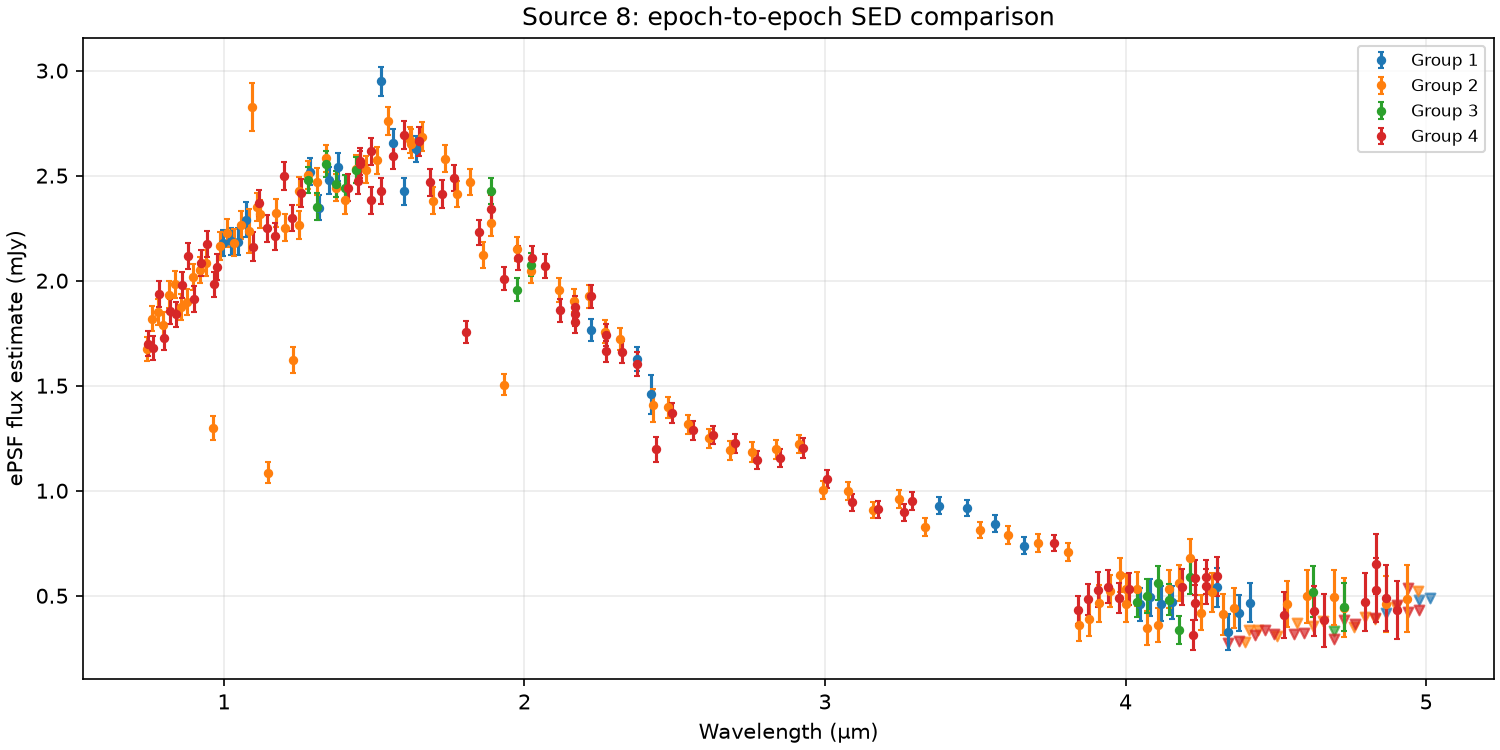 Source 8: epoch-to-epoch SED comparison
ePSF flux estimate (mJy)
3.0
2.5
2.0
1.5
1.0
0.5
Group 1
Group 2
Group 3
Group 4
1 2 3 4 5
Wavelength (μm)